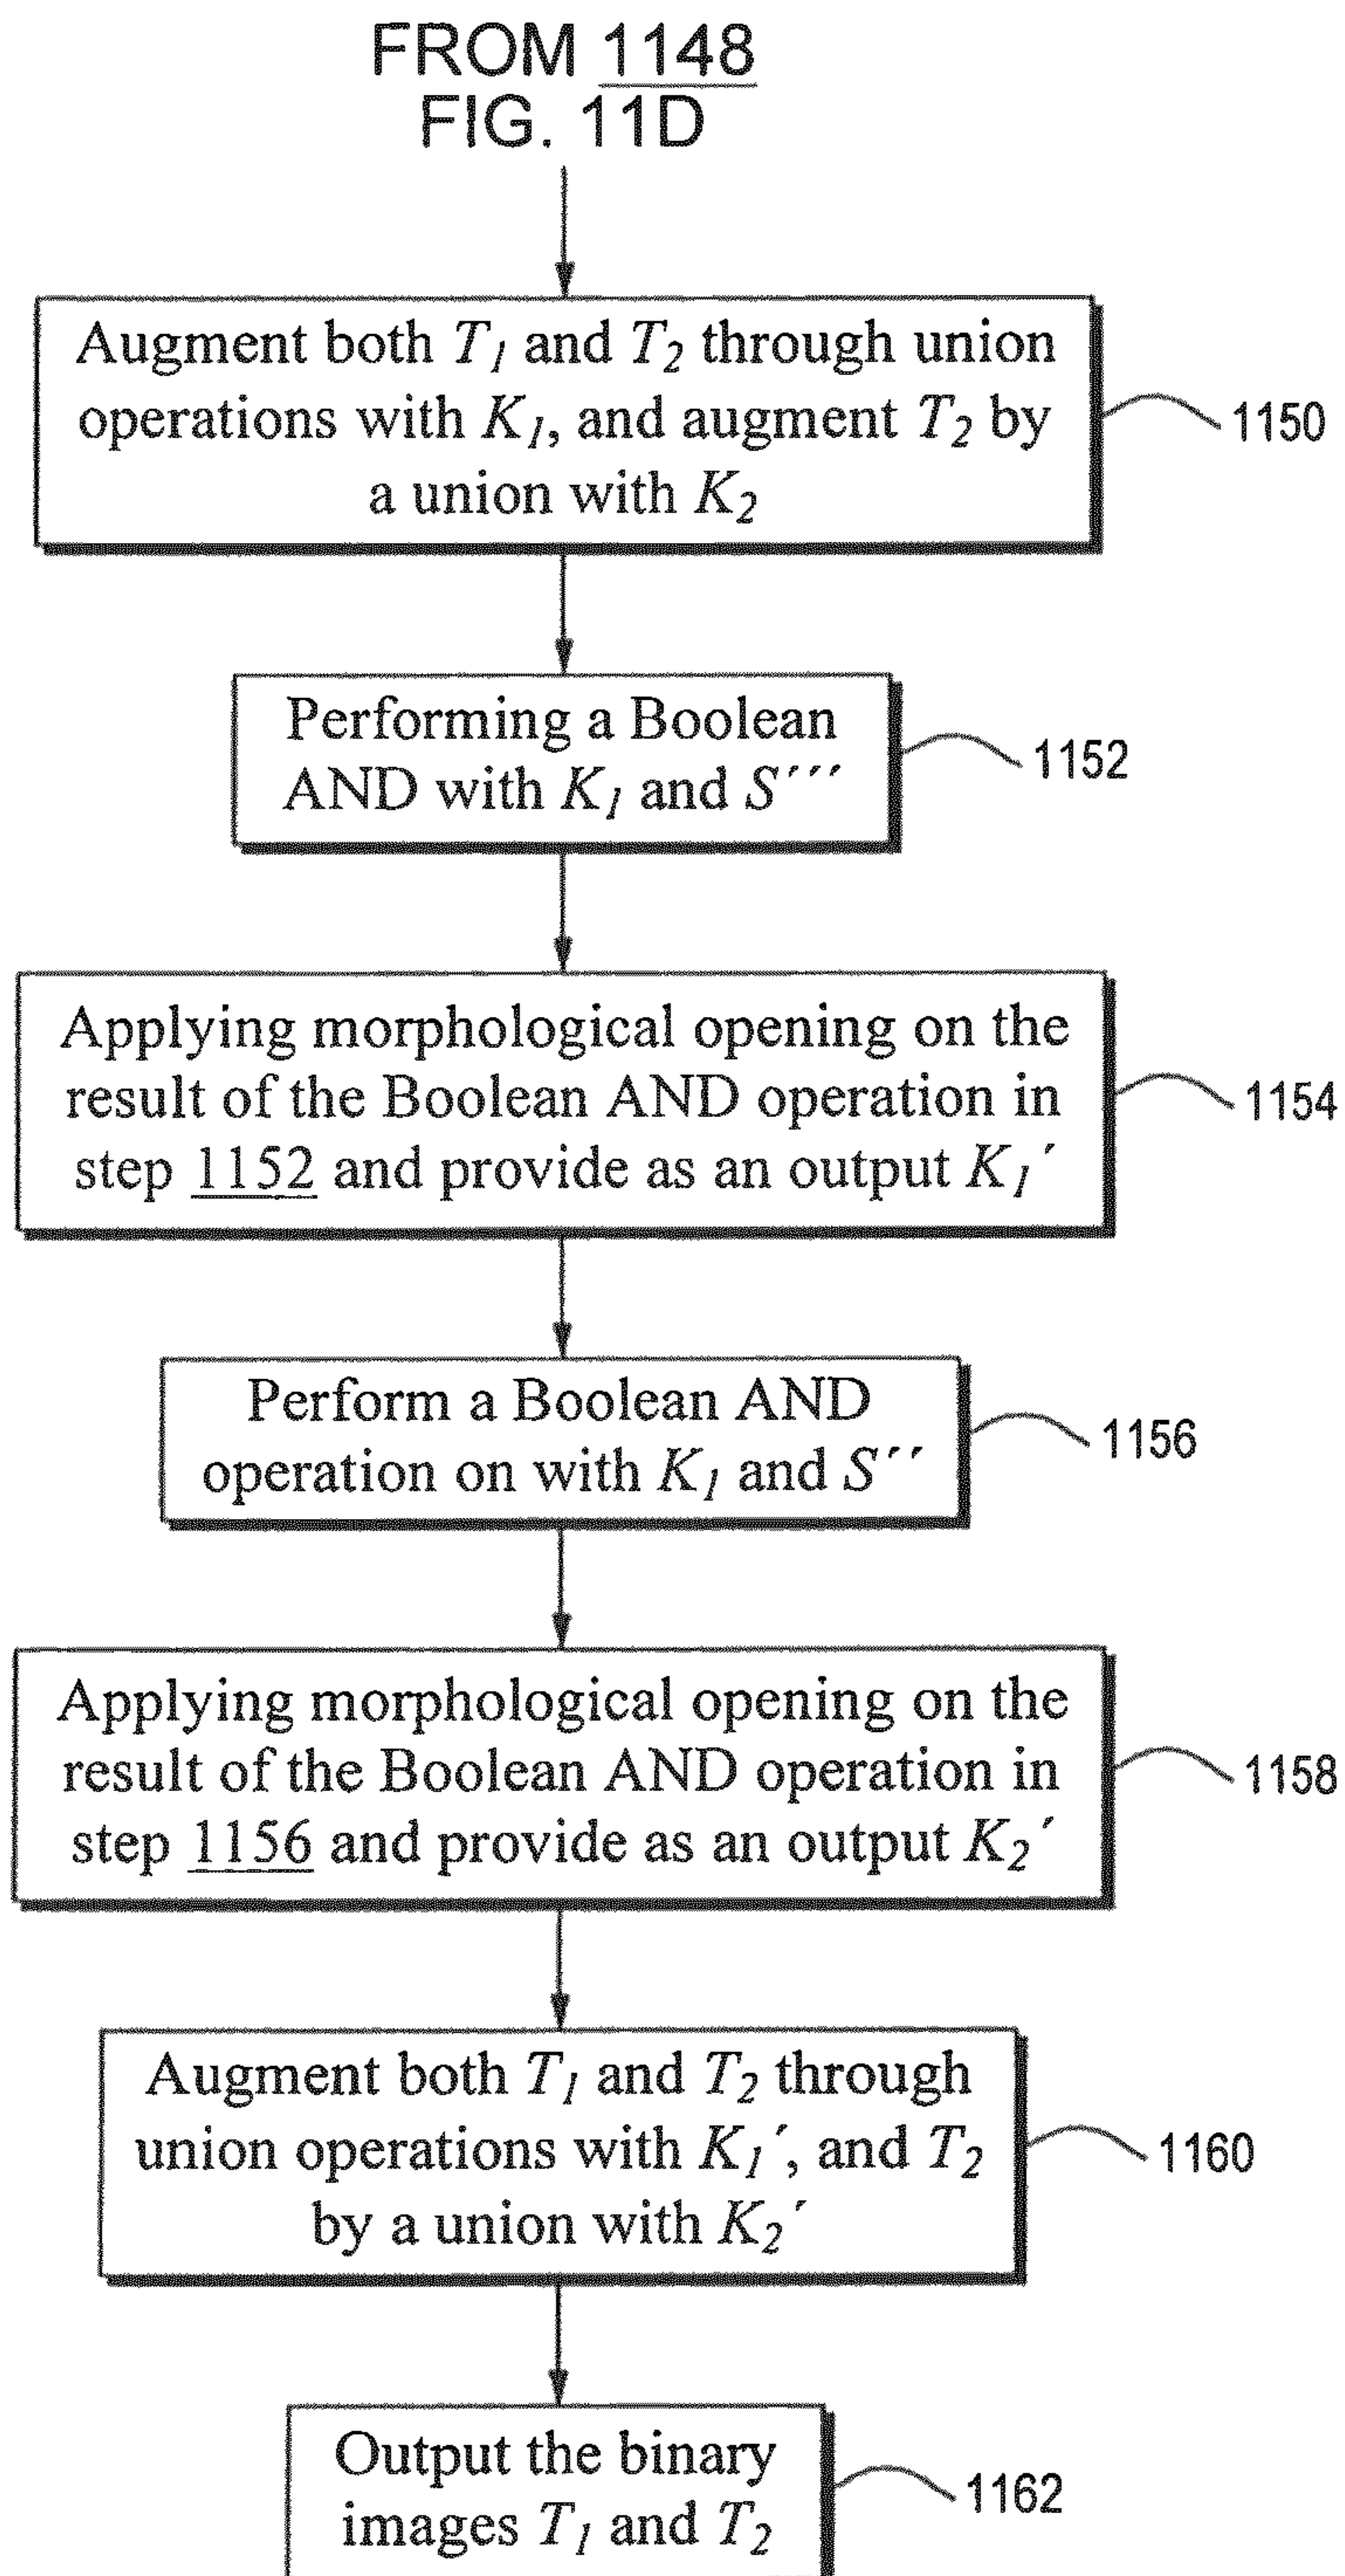 FROM 1148
FIG. 11D
Augment both T₁ and T₂ through union
operations with K₁, and augment T₂ by
a union with K₂
1150
Performing a Boolean
AND with K₁ and S´´´
1152
Applying morphological opening on the
result of the Boolean AND operation in
step 1152 and provide as an output K₁´
1154
Perform a Boolean AND
operation on with K₁ and S´´
1156
Applying morphological opening on the
result of the Boolean AND operation in
step 1156 and provide as an output K₂´
1158
Augment both T₁ and T₂ through
union operations with K₁´, and T₂
by a union with K₂´
1160
Output the binary
images T₁ and T₂
1162